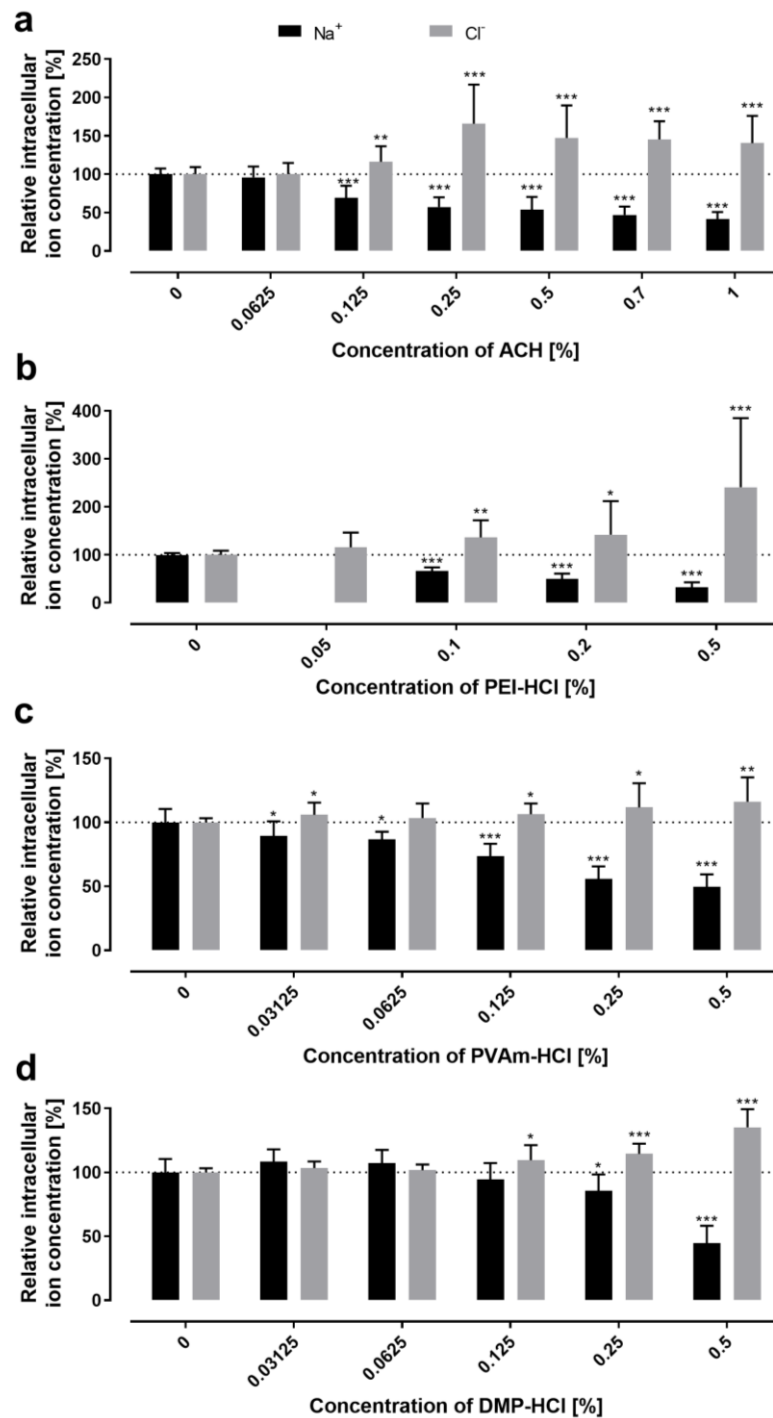 a
Na⁺ Cl⁻
Relative intracellular
ion concentration [%]
250
200
150
100
50
0
*** *** *** *** ** *** *** *** *** *** ***
0 0.0625 0.125 0.25 0.5 0.7 1
Concentration of ACH [%]
b
Relative intracellular
ion concentration [%]
400
300
200
100
0
*** ** * *** *** ***
0 0.05 0.1 0.2 0.5
Concentration of PEI-HCl [%]
c
Relative intracellular
ion concentration [%]
150
100
50
0
* * * * *** * *** ** ***
0 0.03125 0.0625 0.125 0.25 0.5
Concentration of PVAm-HCl [%]
d
Relative intracellular
ion concentration [%]
150
100
50
0
* * *** *** ***
0 0.03125 0.0625 0.125 0.25 0.5
Concentration of DMP-HCl [%]